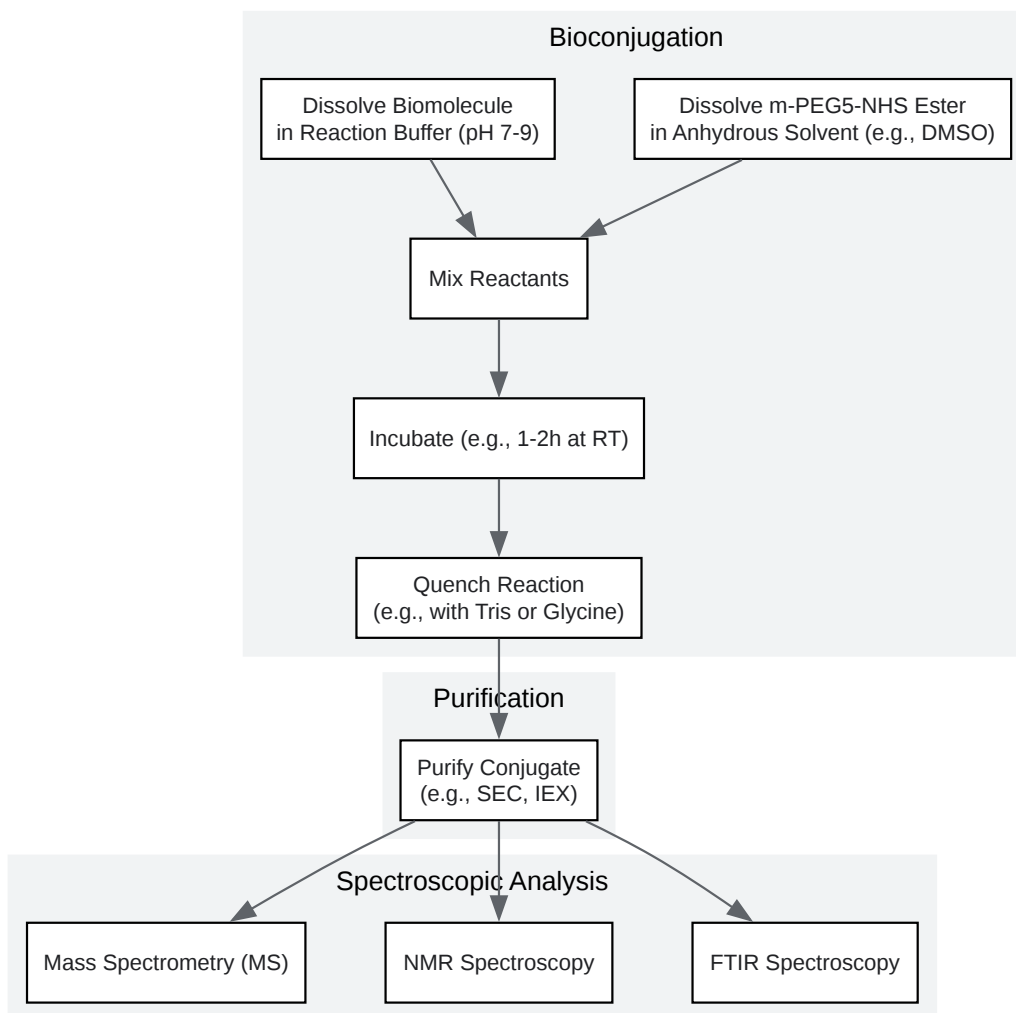 Bioconjugation
Dissolve Biomolecule
in Reaction Buffer (pH 7-9)
Dissolve m-PEG5-NHS Ester
in Anhydrous Solvent (e.g., DMSO)
Mix Reactants
Incubate (e.g., 1-2h at RT)
Quench Reaction
(e.g., with Tris or Glycine)
Purification
Purify Conjugate
(e.g., SEC, IEX)
Spectroscopic Analysis
Mass Spectrometry (MS)
NMR Spectroscopy
FTIR Spectroscopy